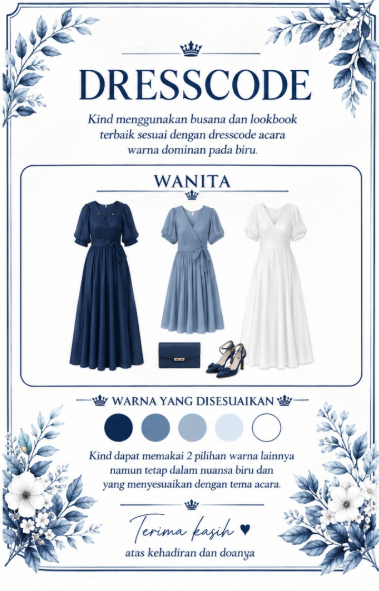 DRESSCODE
Kind menggunakan busana dan lookbook
terbaik sesuai dengan dresscode acara
warna dominan pada biru.
WANITA
WARNA YANG DISESUAIKAN
Kind dapat memakai 2 pilihan warna lainnya
namun tetap dalam nuansa biru dan
yang menyesuaikan dengan tema acara.
Terima kasih ♥
atas kehadiran dan doanya